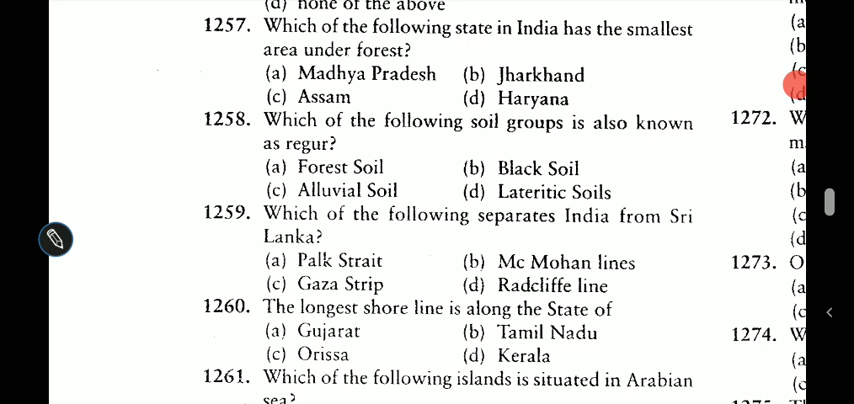 (d) none of the above
1257. Which of the following state in India has the smallest
area under forest?
(a) Madhya Pradesh (b) Jharkhand
(c) Assam (d) Haryana
1258. Which of the following soil groups is also known
as regur?
(a) Forest Soil (b) Black Soil
(c) Alluvial Soil (d) Lateritic Soils
1259. Which of the following separates India from Sri
Lanka?
(a) Palk Strait (b) Mc Mohan lines
(c) Gaza Strip (d) Radcliffe line
1260. The longest shore line is along the State of
(a) Gujarat (b) Tamil Nadu
(c) Orissa (d) Kerala
1261. Which of the following islands is situated in Arabian
sea?
(a
(b
(c
(d
1272. W
m
(a
(b
(c
(d
1273. O
(a
(c
1274. W
(a
(c